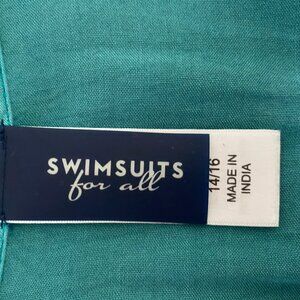 SWIMSUITS
for all
14/16
MADE IN
INDIA